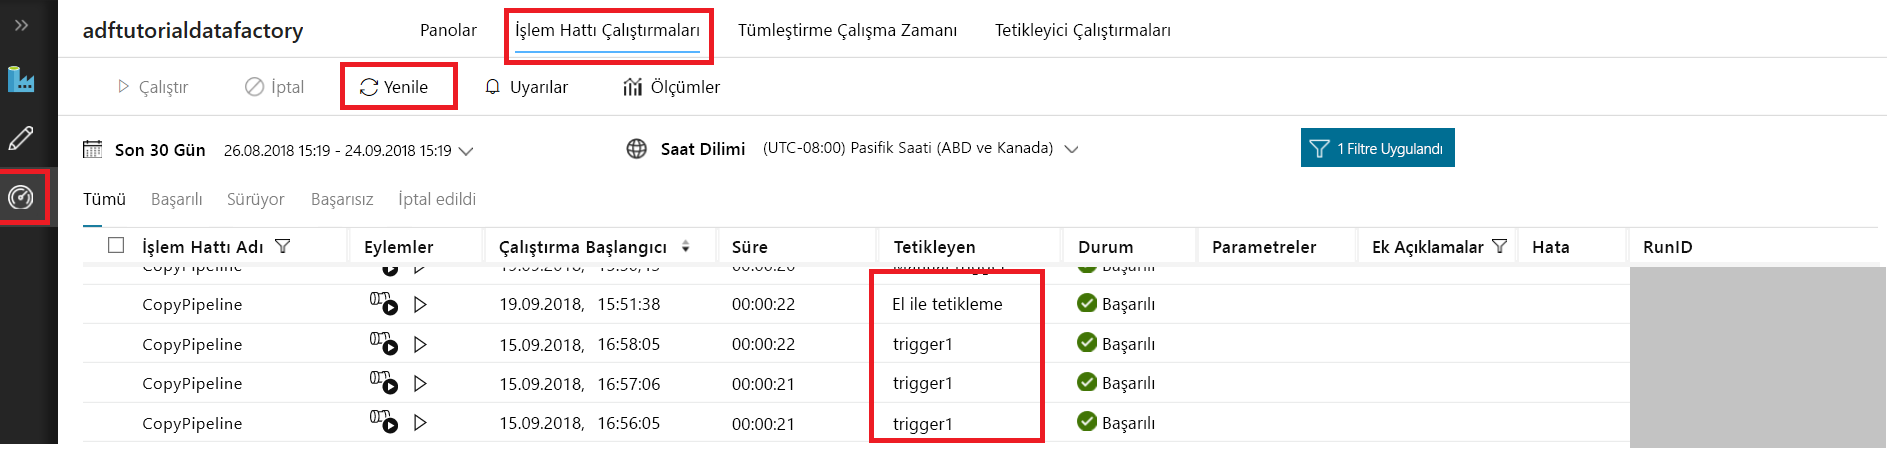 adftutorialdatafactory Panolar İşlem Hattı Çalıştırmaları Tümleştirme Çalışma Zamanı Tetikleyici Çalıştırmaları
Çalıştır İptal Yenile Uyarılar Ölçümler
Son 30 Gün 26.08.2018 15:19 - 24.09.2018 15:19 Saat Dilimi (UTC-08:00) Pasifik Saati (ABD ve Kanada) 1 Filtre Uygulandı
Tümü Başarılı Sürüyor Başarısız İptal edildi
İşlem Hattı Adı Eylemler Çalıştırma Başlangıcı Süre Tetikleyen Durum Parametreler Ek Açıklamalar Hata RunID
CopyPipeline 19.09.2018, 15:51:38 00:00:22 El ile tetikleme Başarılı
CopyPipeline 15.09.2018, 16:58:05 00:00:22 trigger1 Başarılı
CopyPipeline 15.09.2018, 16:57:06 00:00:21 trigger1 Başarılı
CopyPipeline 15.09.2018, 16:56:05 00:00:21 trigger1 Başarılı